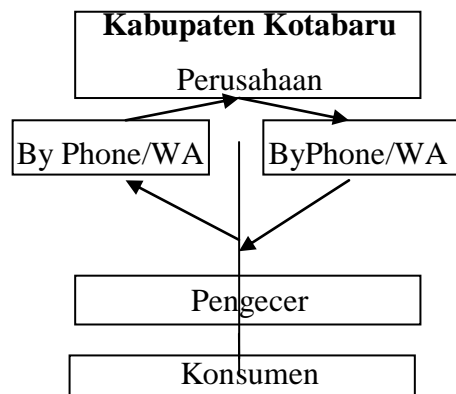 Kabupaten Kotabaru
Perusahaan
By Phone/WA
ByPhone/WA
Pengecer
Konsumen